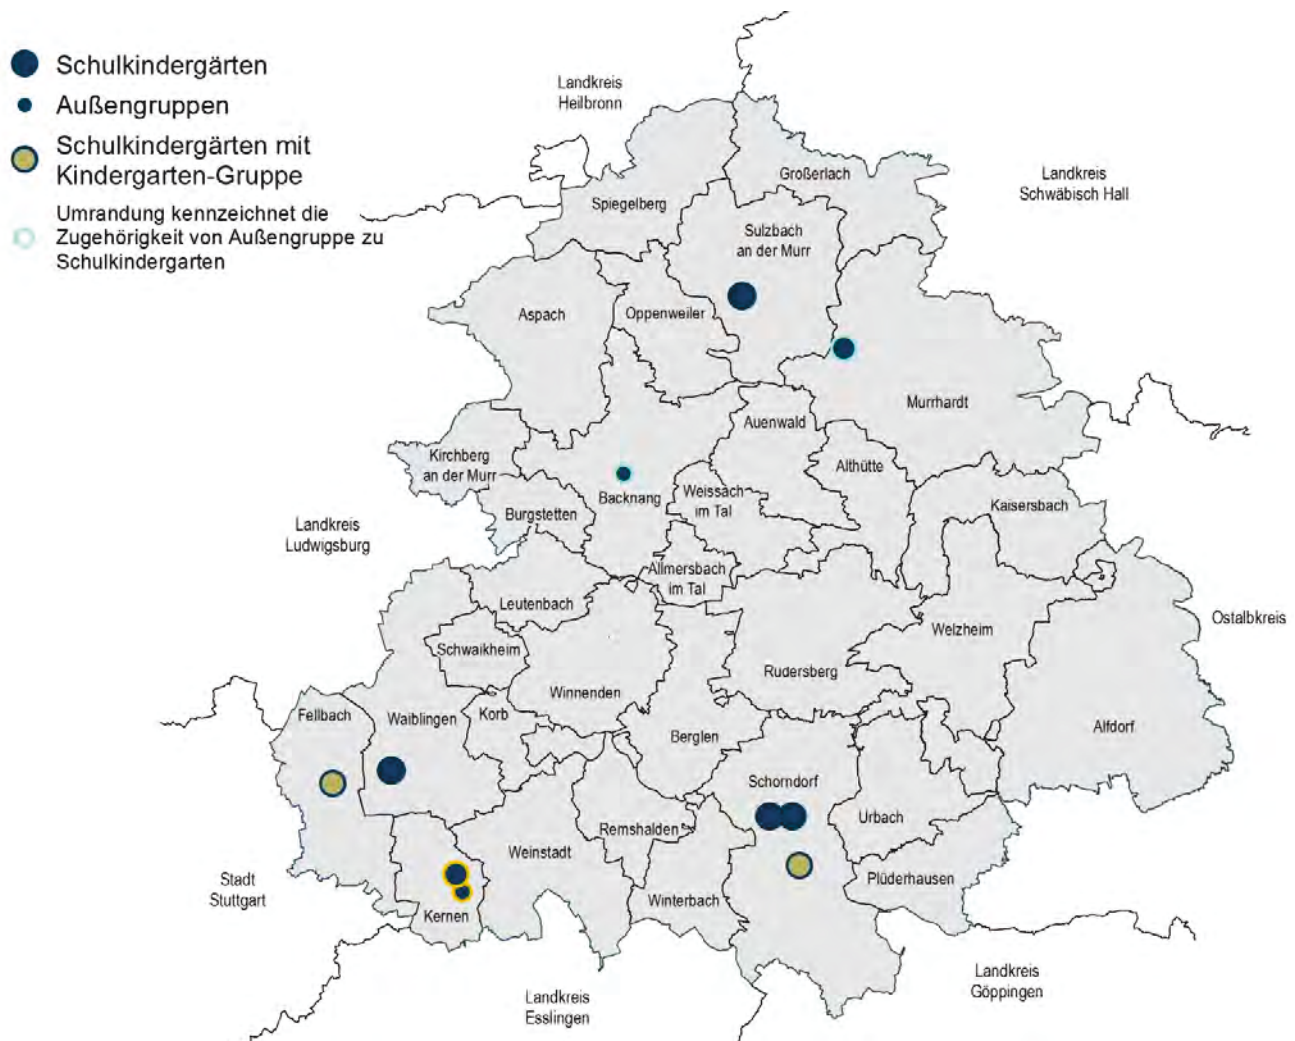 Schulkindergärten
Außengruppen
Schulkindergärten mit
Kindergarten-Gruppe
Umrandung kennzeichnet die
Zugehörigkeit von Außengruppe zu
Schulkindergarten
Landkreis
Heilbronn
Landkreis
Schwäbisch Hall
Großerlach
Spiegelberg
Sulzbach
an der Murr
Aspach
Oppenweiler
Murrhardt
Auenwald
Kirchberg
an der Murr
Althütte
Backnang
Weissach
im Tal
Kaisersbach
Burgstetten
Landkreis
Ludwigsburg
Allmersbach
im Tal
Leutenbach
Ostalbkreis
Welzheim
Schwaikheim
Rudersberg
Winnenden
Fellbach
Waiblingen
Korb
Berglen
Alfdorf
Schorndorf
Urbach
Remshalden
Weinstadt
Stadt
Stuttgart
Plüderhausen
Winterbach
Kernen
Landkreis
Göppingen
Landkreis
Esslingen